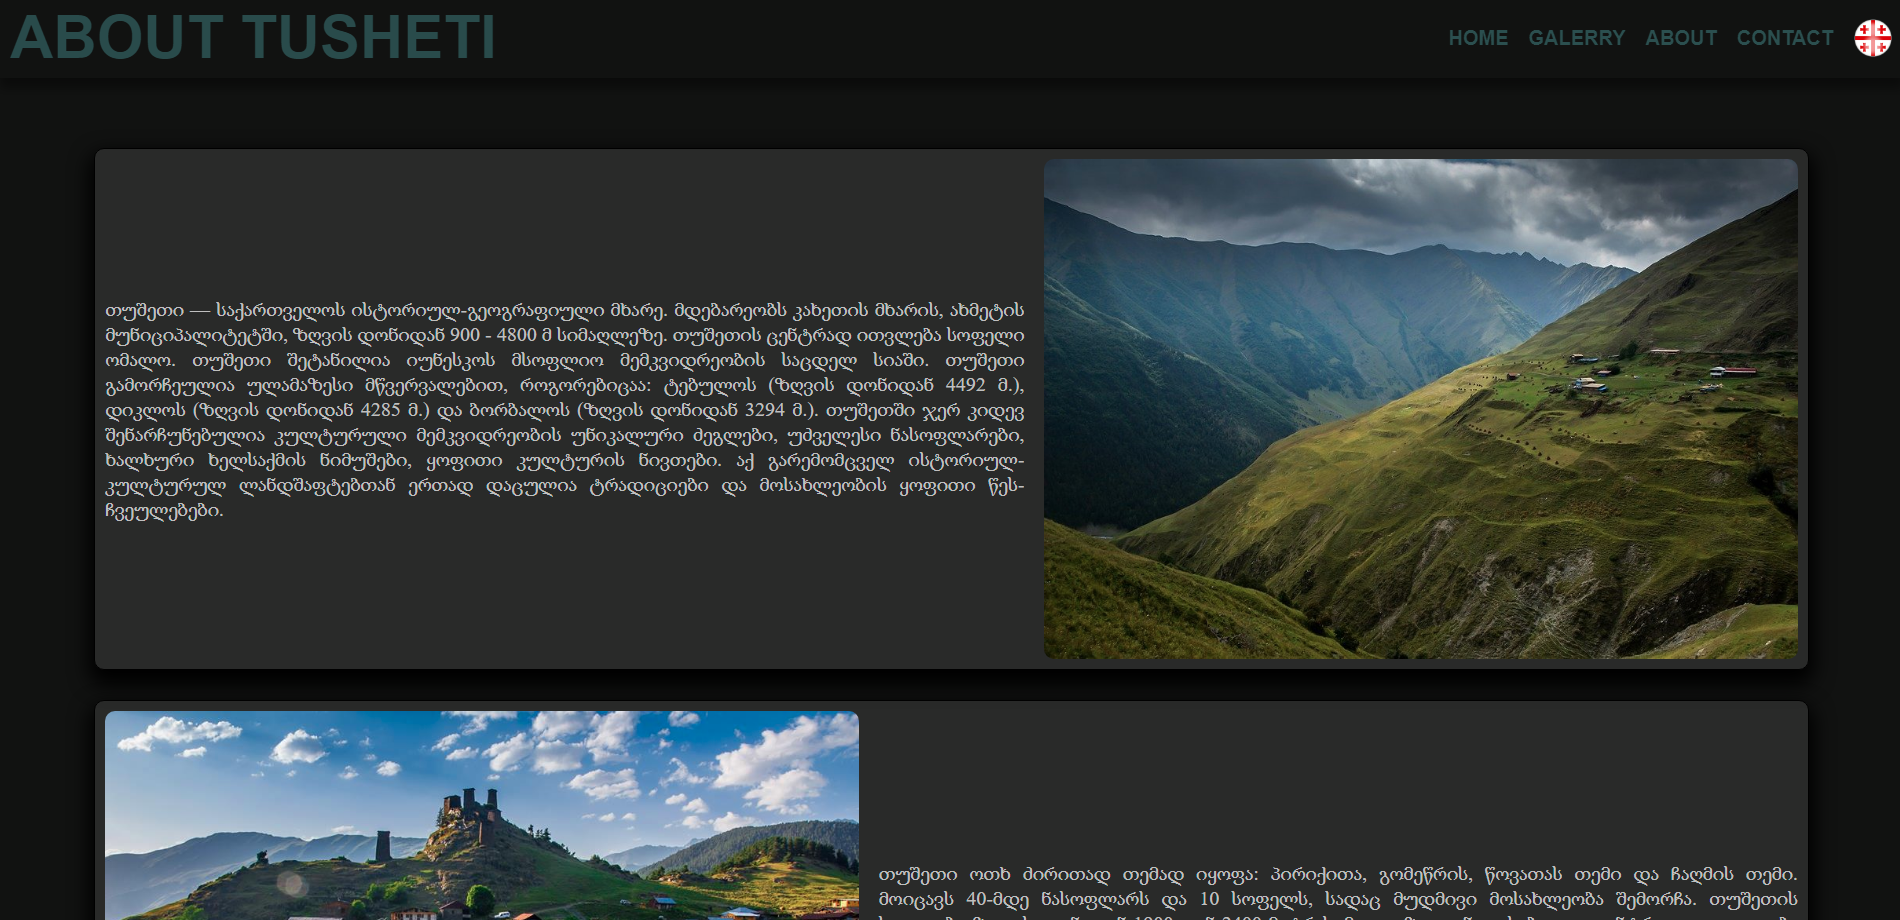 ABOUT TUSHETI
HOME GALERRY ABOUT CONTACT
თუშეთი — საქართველოს ისტორიულ-გეოგრაფიული მხარე. მდებარეობს კახეთის მხარის, ახმეტის
მუნიციპალიტეტში, ზღვის დონიდან 900 - 4800 მ სიმაღლეზე. თუშეთის ცენტრად ითვლება სოფელი
ომალო. თუშეთი შეტანილია იუნესკოს მსოფლიო მემკვიდრეობის საცდელ სიაში. თუშეთი
გამორჩეულია ულამაზესი მწვერვალებით, როგორებიცაა: ტებულოს (ზღვის დონიდან 4492 მ.),
დიკლოს (ზღვის დონიდან 4285 მ.) და ბორბალოს (ზღვის დონიდან 3294 მ.). თუშეთში ჯერ კიდევ
შენარჩუნებულია კულტურული მემკვიდრეობის უნიკალური ძეგლები, უძველესი ნასოფლარები,
ხალხური ხელსაქმის ნიმუშები, ყოფითი კულტურის ნივთები. აქ გარემომცველ ისტორიულ-
კულტურულ ლანდშაფტებთან ერთად დაცულია ტრადიციები და მოსახლეობის ყოფითი წეს-
ჩვეულებები.
თუშეთი ოთხ ძირითად თემად იყოფა: პირიქითა, გომეწრის, წოვათას თემი და ჩაღმის თემი.
მოიცავს 40-მდე ნასოფლარს და 10 სოფელს, სადაც მუდმივი მოსახლეობა შემორჩა. თუშეთის